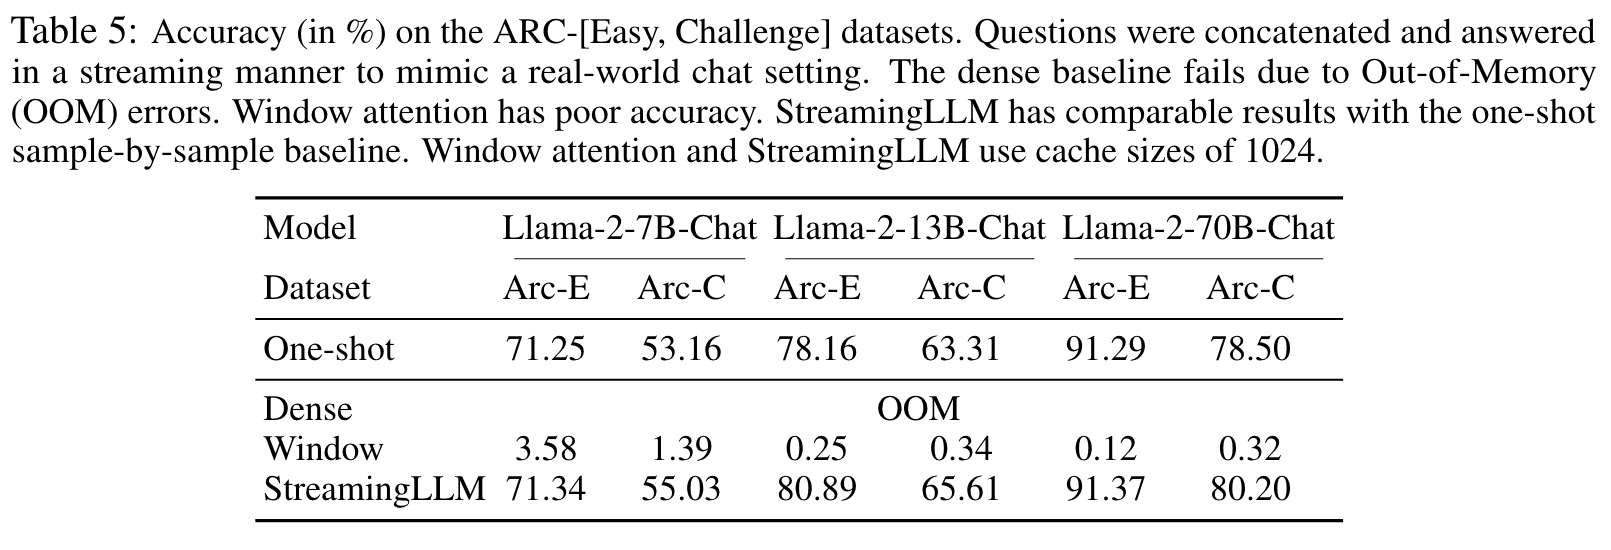 Table 5: Accuracy (in %) on the ARC-[Easy, Challenge] datasets. Questions were concatenated and answered
in a streaming manner to mimic a real-world chat setting. The dense baseline fails due to Out-of-Memory
(OOM) errors. Window attention has poor accuracy. StreamingLLM has comparable results with the one-shot
sample-by-sample baseline. Window attention and StreamingLLM use cache sizes of 1024.
Model Llama-2-7B-Chat Llama-2-13B-Chat Llama-2-70B-Chat
Dataset Arc-E Arc-C Arc-E Arc-C Arc-E Arc-C
One-shot 71.25 53.16 78.16 63.31 91.29 78.50
Dense OOM
Window 3.58 1.39 0.25 0.34 0.12 0.32
StreamingLLM 71.34 55.03 80.89 65.61 91.37 80.20